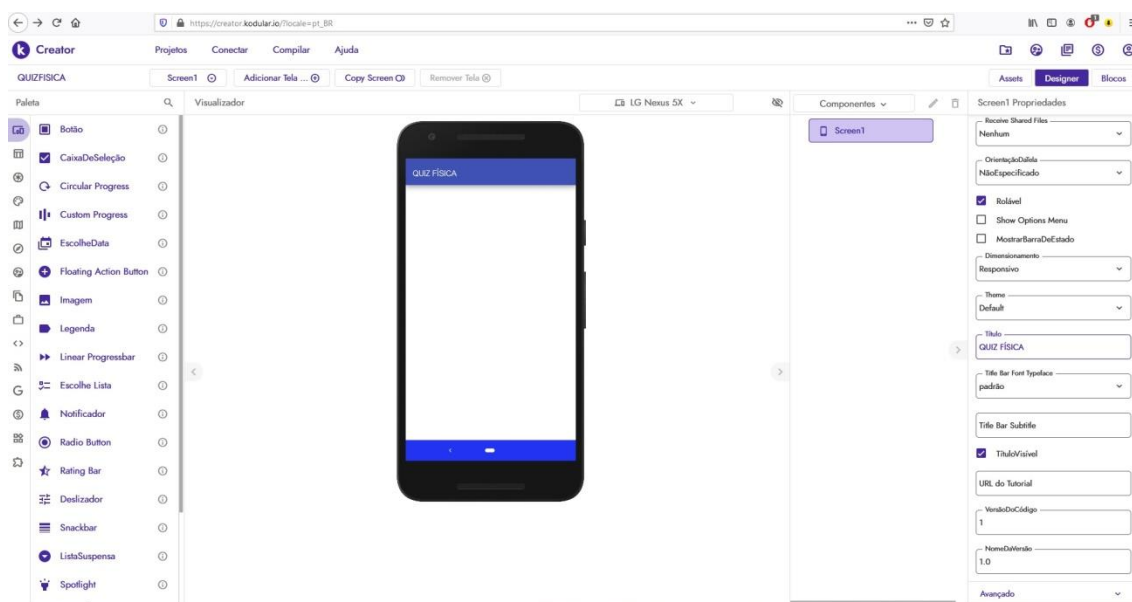 https://creator.kodular.io/?locale=pt_BR
Creator
Projetos Conectar Compilar Ajuda
QUIZFISICA
Screen1
Adicionar Tela ...
Copy Screen
Remover Tela
Assets
Designer
Blocos
Paleta
Botão
CaixaDeSeleção
Circular Progress
Custom Progress
EscolheData
Floating Action Button
Imagem
Legenda
Linear Progressbar
Escolhe Lista
Notificador
Radio Button
Rating Bar
Deslizador
Snackbar
ListaSuspensa
Spotlight
Visualizador
LG Nexus 5X
QUIZ FÍSICA
Componentes
Screen1
Screen1 Propriedades
Receive Shared Files
Nenhum
OrientaçãoDaTela
NãoEspecificado
Rolável
Show Options Menu
MostrarBarraDeEstado
Dimensionamento
Responsivo
Theme
Default
Título
QUIZ FÍSICA
Title Bar Font Typeface
padrão
Title Bar Subtitle
TítuloVisível
URL do Tutorial
VersãoDoCódigo
1
NomeDaVersão
1.0
Avançado